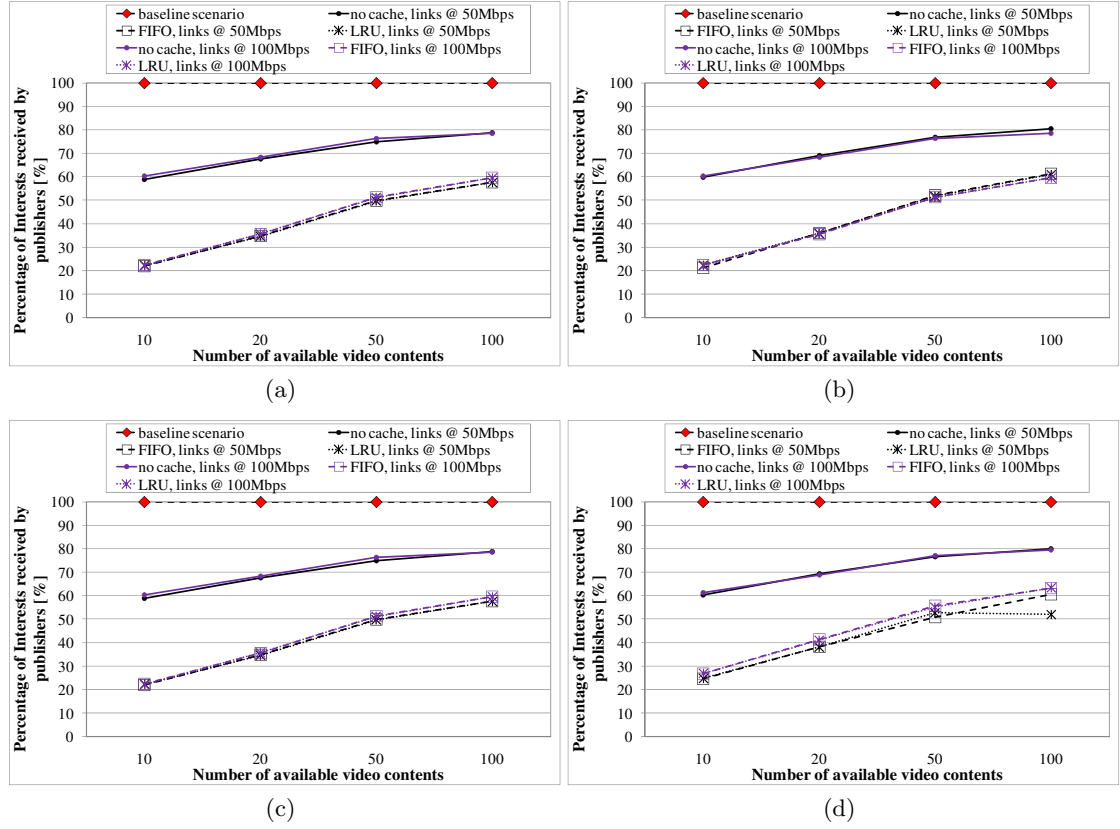 baseline scenario
no cache, links @ 50Mbps
FIFO, links @ 50Mbps
LRU, links @ 50Mbps
no cache, links @ 100Mbps
FIFO, links @ 100Mbps
LRU, links @ 100Mbps
Percentage of Interests received by
publishers [%]
100
90
80
70
60
50
40
30
20
10
0
10 20 50 100
Number of available video contents
(a)
baseline scenario
no cache, links @ 50Mbps
FIFO, links @ 50Mbps
LRU, links @ 50Mbps
no cache, links @ 100Mbps
FIFO, links @ 100Mbps
LRU, links @ 100Mbps
Percentage of Interests received by
publishers [%]
100
90
80
70
60
50
40
30
20
10
0
10 20 50 100
Number of available video contents
(b)
baseline scenario
no cache, links @ 50Mbps
FIFO, links @ 50Mbps
LRU, links @ 50Mbps
no cache, links @ 100Mbps
FIFO, links @ 100Mbps
LRU, links @ 100Mbps
Percentage of Interests received by
publishers [%]
100
90
80
70
60
50
40
30
20
10
0
10 20 50 100
Number of available video contents
(c)
baseline scenario
no cache, links @ 50Mbps
FIFO, links @ 50Mbps
LRU, links @ 50Mbps
no cache, links @ 100Mbps
FIFO, links @ 100Mbps
LRU, links @ 100Mbps
Percentage of Interests received by
publishers [%]
100
90
80
70
60
50
40
30
20
10
0
10 20 50 100
Number of available video contents
(d)